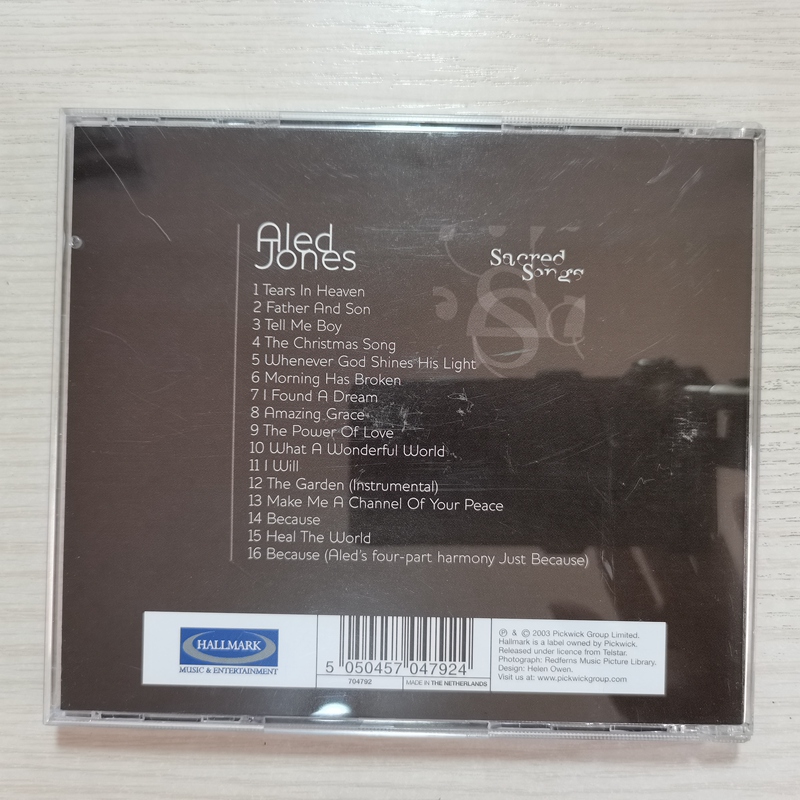 Aled
Jones
Sacred
Songs
1 Tears In Heaven
2 Father And Son
3 Tell Me Boy
4 The Christmas Song
5 Whenever God Shines His Light
6 Morning Has Broken
7 I Found A Dream
8 Amazing Grace
9 The Power Of Love
10 What A Wonderful World
11 I Will
12 The Garden (Instrumental)
13 Make Me A Channel Of Your Peace
14 Because
15 Heal The World
16 Because (Aled's four-part harmony Just Because)
HALLMARK
MUSIC & ENTERTAINMENT
5 050457 047924
704792
MADE IN THE NETHERLANDS
℗ & © 2003 Pickwick Group Limited.
Hallmark is a label owned by Pickwick.
Released under licence from Telstar.
Photograph: Redferns Music Picture Library.
Design: Helen Owen.
Visit us at: www.pickwickgroup.com